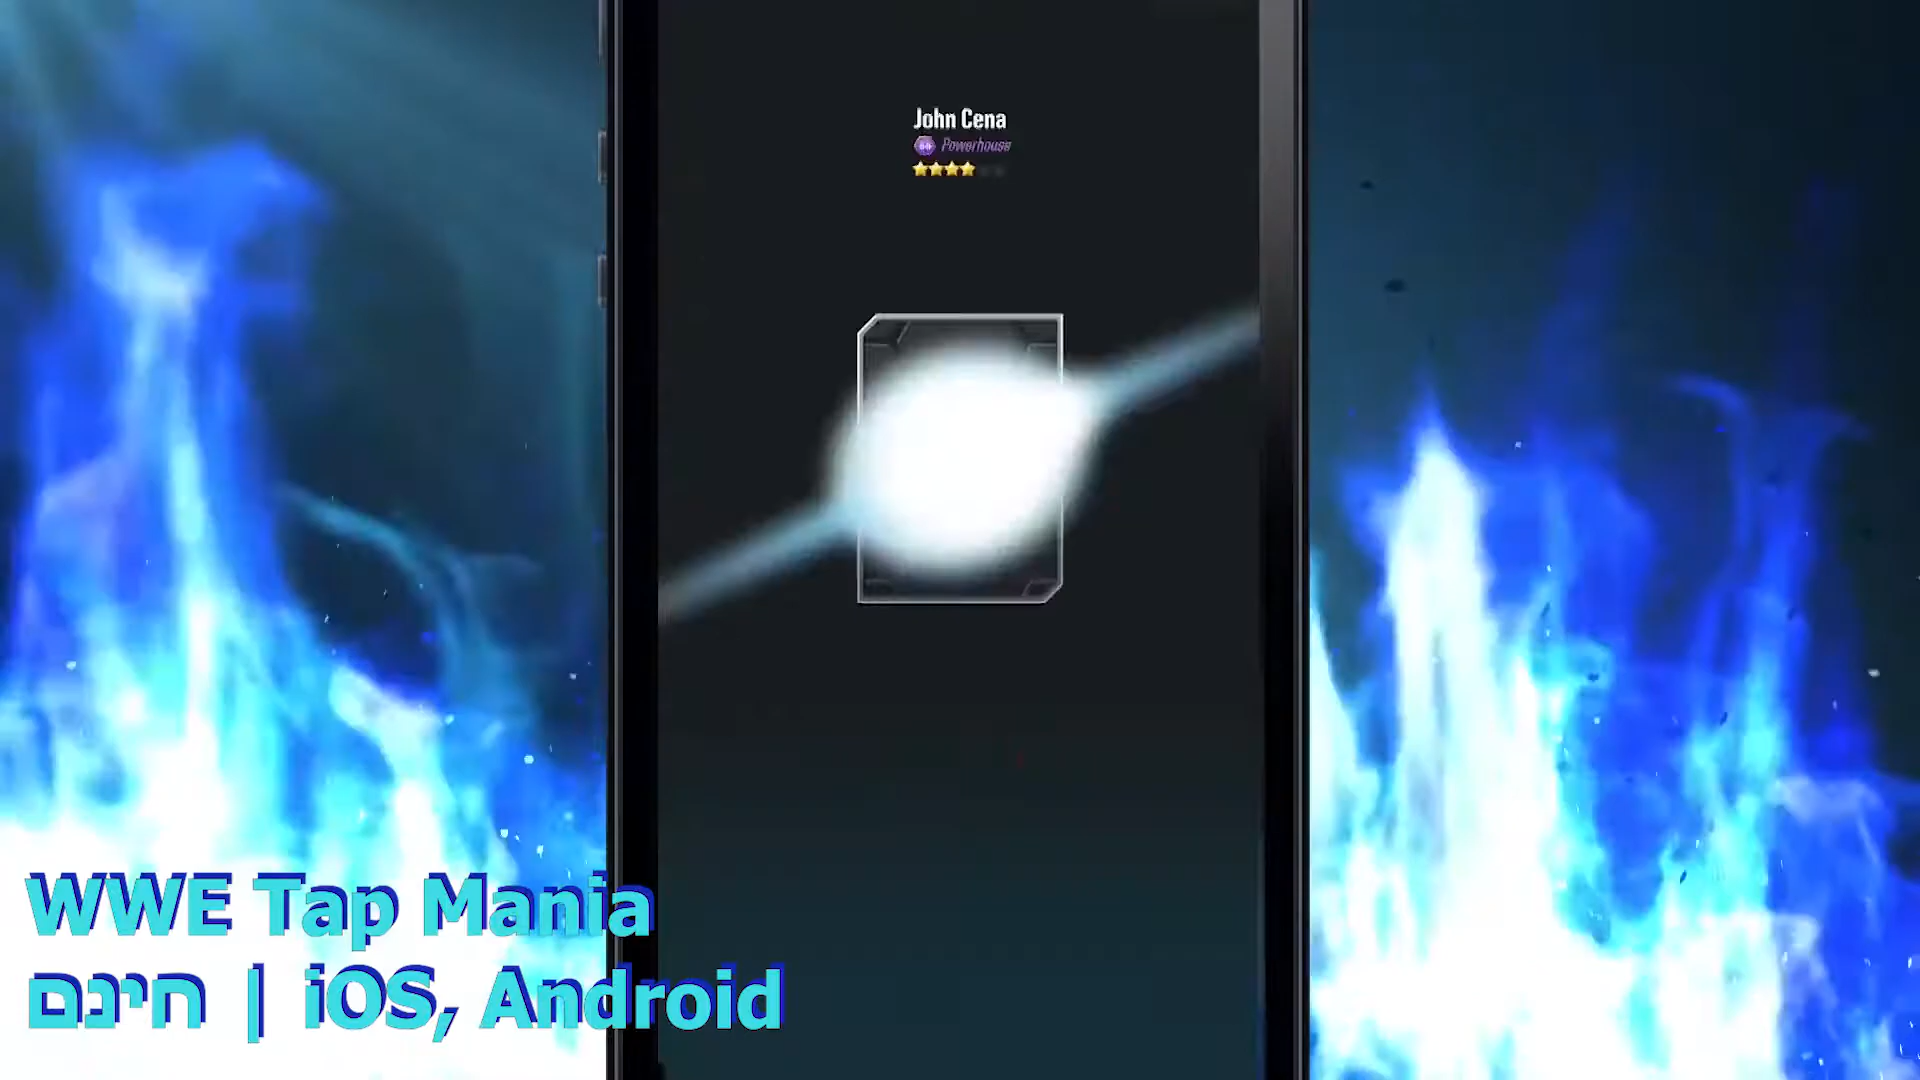 John Cena
Powerhouse
WWE Tap Mania
חינם | iOS, Android